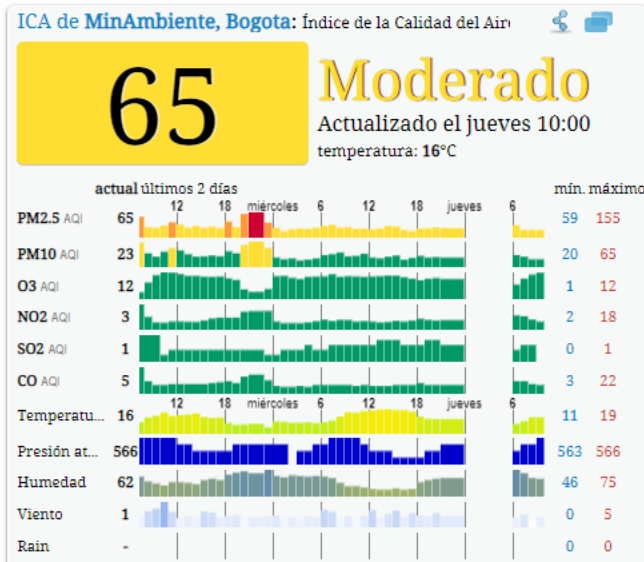 ICA de MinAmbiente, Bogota: Índice de la Calidad del Aire
65
Moderado
Actualizado el jueves 10:00
temperatura: 16°C
actual últimos 2 días mín. máximo
12 18 miércoles 6 12 18 jueves 6
PM2.5 AQI 65 59 155
PM10 AQI 23 20 65
O3 AQI 12 1 12
NO2 AQI 3 2 18
SO2 AQI 1 0 1
CO AQI 5 3 22
12 18 miércoles 6 12 18 jueves 6
Temperatu... 16 11 19
Presión at... 566 563 566
Humedad 62 46 75
Viento 1 0 5
Rain - 0 0